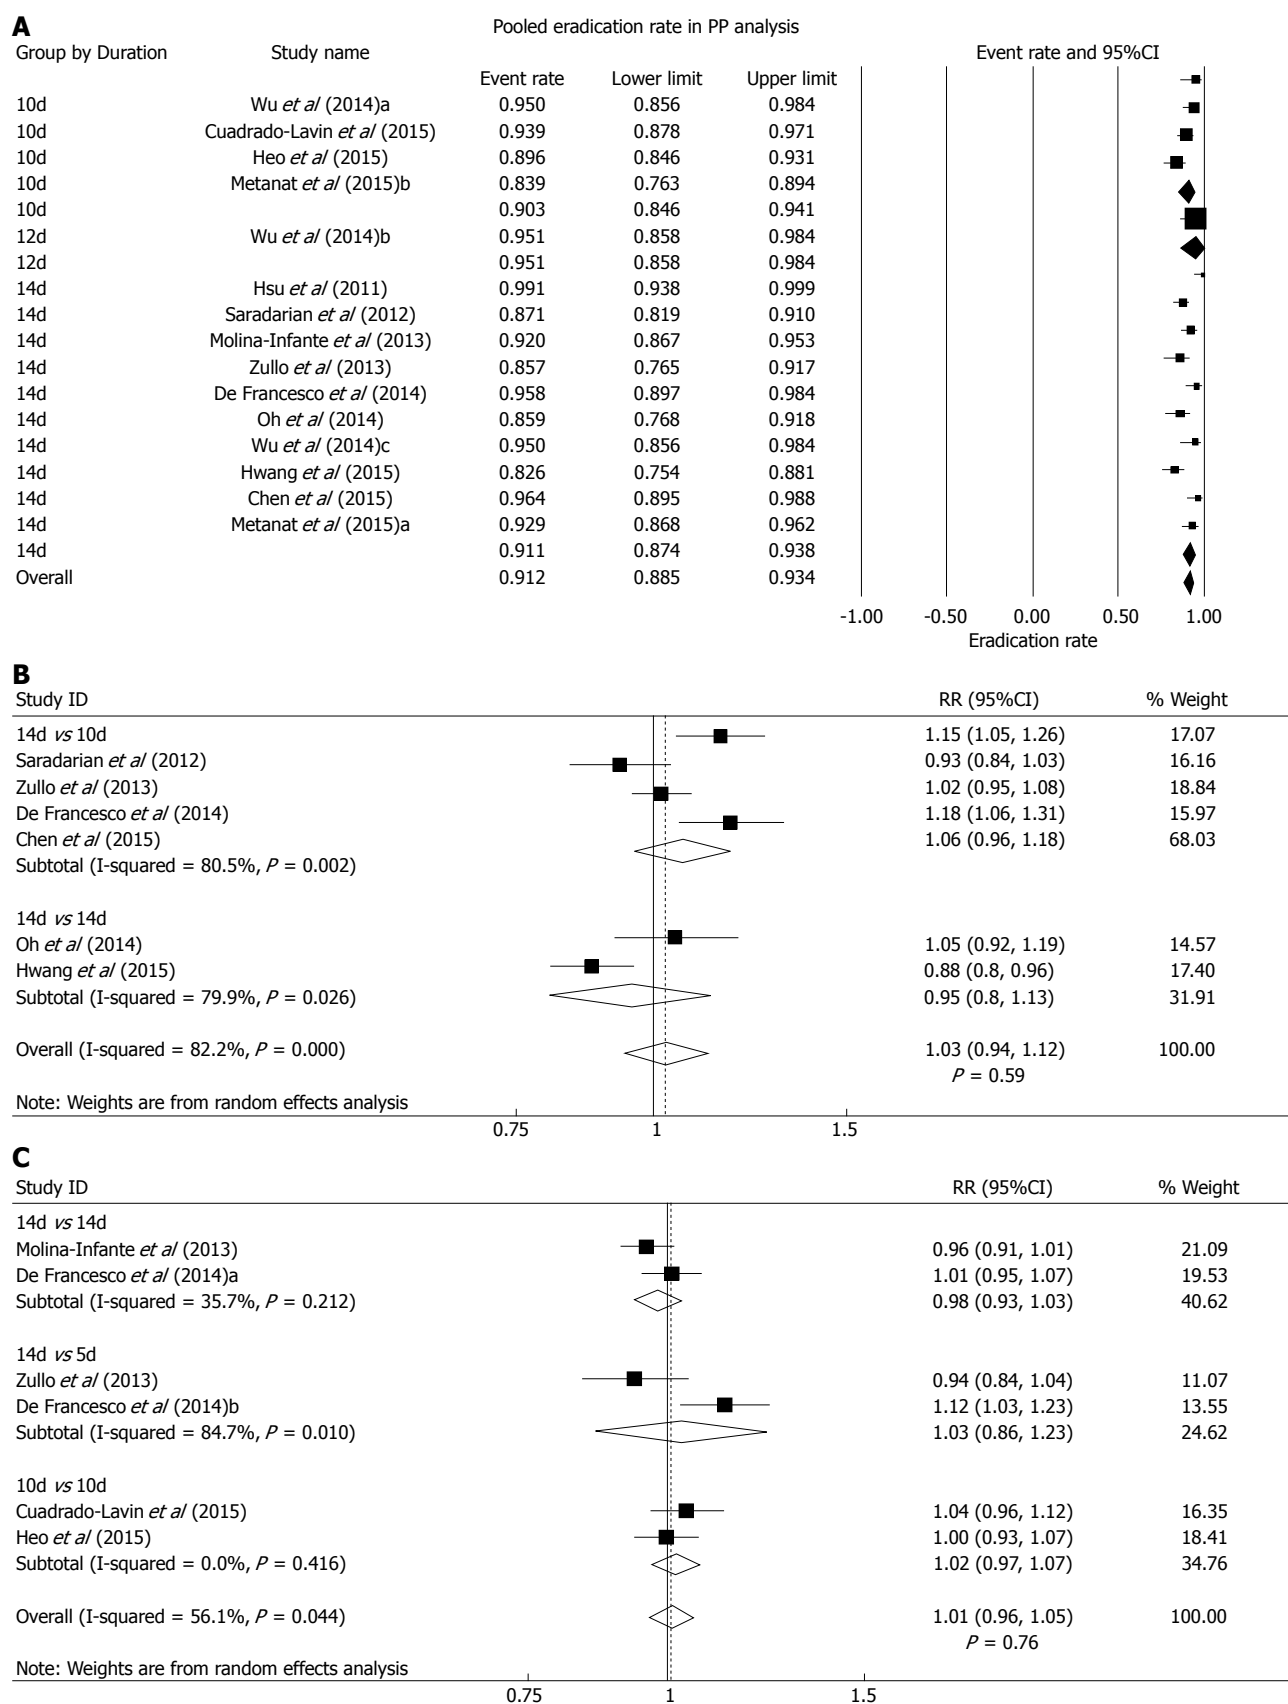 A
Pooled eradication rate in PP analysis
Group by Duration Study name Event rate and 95%CI
Event rate Lower limit Upper limit
10d Wu et al (2014)a 0.950 0.856 0.984
10d Cuadrado-Lavin et al (2015) 0.939 0.878 0.971
10d Heo et al (2015) 0.896 0.846 0.931
10d Metanat et al (2015)b 0.839 0.763 0.894
10d 0.903 0.846 0.941
12d Wu et al (2014)b 0.951 0.858 0.984
12d 0.951 0.858 0.984
14d Hsu et al (2011) 0.991 0.938 0.999
14d Saradarian et al (2012) 0.871 0.819 0.910
14d Molina-Infante et al (2013) 0.920 0.867 0.953
14d Zullo et al (2013) 0.857 0.765 0.917
14d De Francesco et al (2014) 0.958 0.897 0.984
14d Oh et al (2014) 0.859 0.768 0.918
14d Wu et al (2014)c 0.950 0.856 0.984
14d Hwang et al (2015) 0.826 0.754 0.881
14d Chen et al (2015) 0.964 0.895 0.988
14d Metanat et al (2015)a 0.929 0.868 0.962
14d 0.911 0.874 0.938
Overall 0.912 0.885 0.934
-1.00 -0.50 0.00 0.50 1.00
Eradication rate
B
Study ID RR (95%CI) % Weight
14d vs 10d 1.15 (1.05, 1.26) 17.07
Saradarian et al (2012) 0.93 (0.84, 1.03) 16.16
Zullo et al (2013) 1.02 (0.95, 1.08) 18.84
De Francesco et al (2014) 1.18 (1.06, 1.31) 15.97
Chen et al (2015) 1.06 (0.96, 1.18) 68.03
Subtotal (I-squared = 80.5%, P = 0.002)
14d vs 14d
Oh et al (2014) 1.05 (0.92, 1.19) 14.57
Hwang et al (2015) 0.88 (0.8, 0.96) 17.40
Subtotal (I-squared = 79.9%, P = 0.026) 0.95 (0.8, 1.13) 31.91
Overall (I-squared = 82.2%, P = 0.000) 1.03 (0.94, 1.12) 100.00
P = 0.59
Note: Weights are from random effects analysis
0.75 1 1.5
C
Study ID RR (95%CI) % Weight
14d vs 14d
Molina-Infante et al (2013) 0.96 (0.91, 1.01) 21.09
De Francesco et al (2014)a 1.01 (0.95, 1.07) 19.53
Subtotal (I-squared = 35.7%, P = 0.212) 0.98 (0.93, 1.03) 40.62
14d vs 5d
Zullo et al (2013) 0.94 (0.84, 1.04) 11.07
De Francesco et al (2014)b 1.12 (1.03, 1.23) 13.55
Subtotal (I-squared = 84.7%, P = 0.010) 1.03 (0.86, 1.23) 24.62
10d vs 10d
Cuadrado-Lavin et al (2015) 1.04 (0.96, 1.12) 16.35
Heo et al (2015) 1.00 (0.93, 1.07) 18.41
Subtotal (I-squared = 0.0%, P = 0.416) 1.02 (0.97, 1.07) 34.76
Overall (I-squared = 56.1%, P = 0.044) 1.01 (0.96, 1.05) 100.00
P = 0.76
Note: Weights are from random effects analysis
0.75 1 1.5